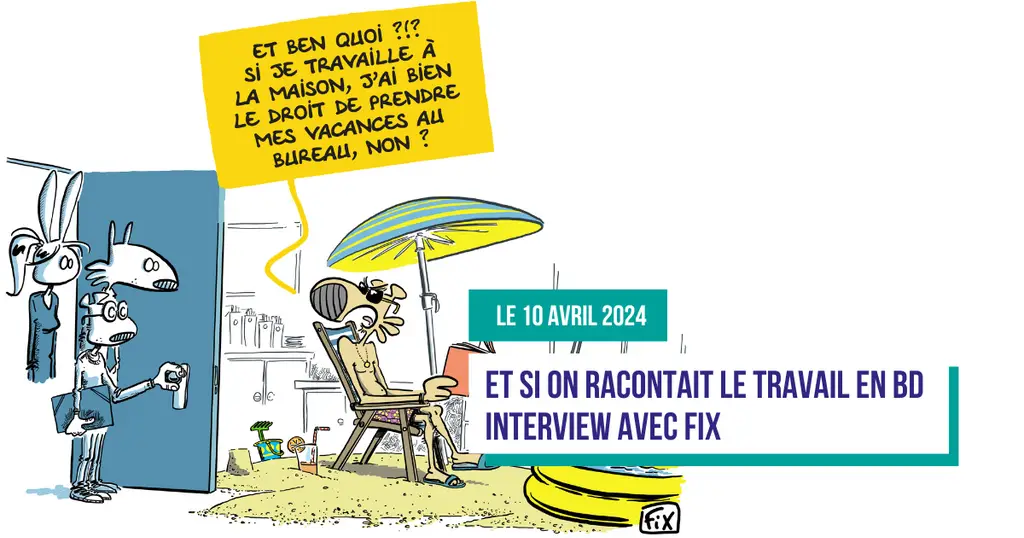 ET BEN QUOI ?!?
SI JE TRAVAILLE À
LA MAISON, J'AI BIEN
LE DROIT DE PRENDRE
MES VACANCES AU
BUREAU, NON ?
LE 10 AVRIL 2024
ET SI ON RACONTAIT LE TRAVAIL EN BD
INTERVIEW AVEC FIX
FIX